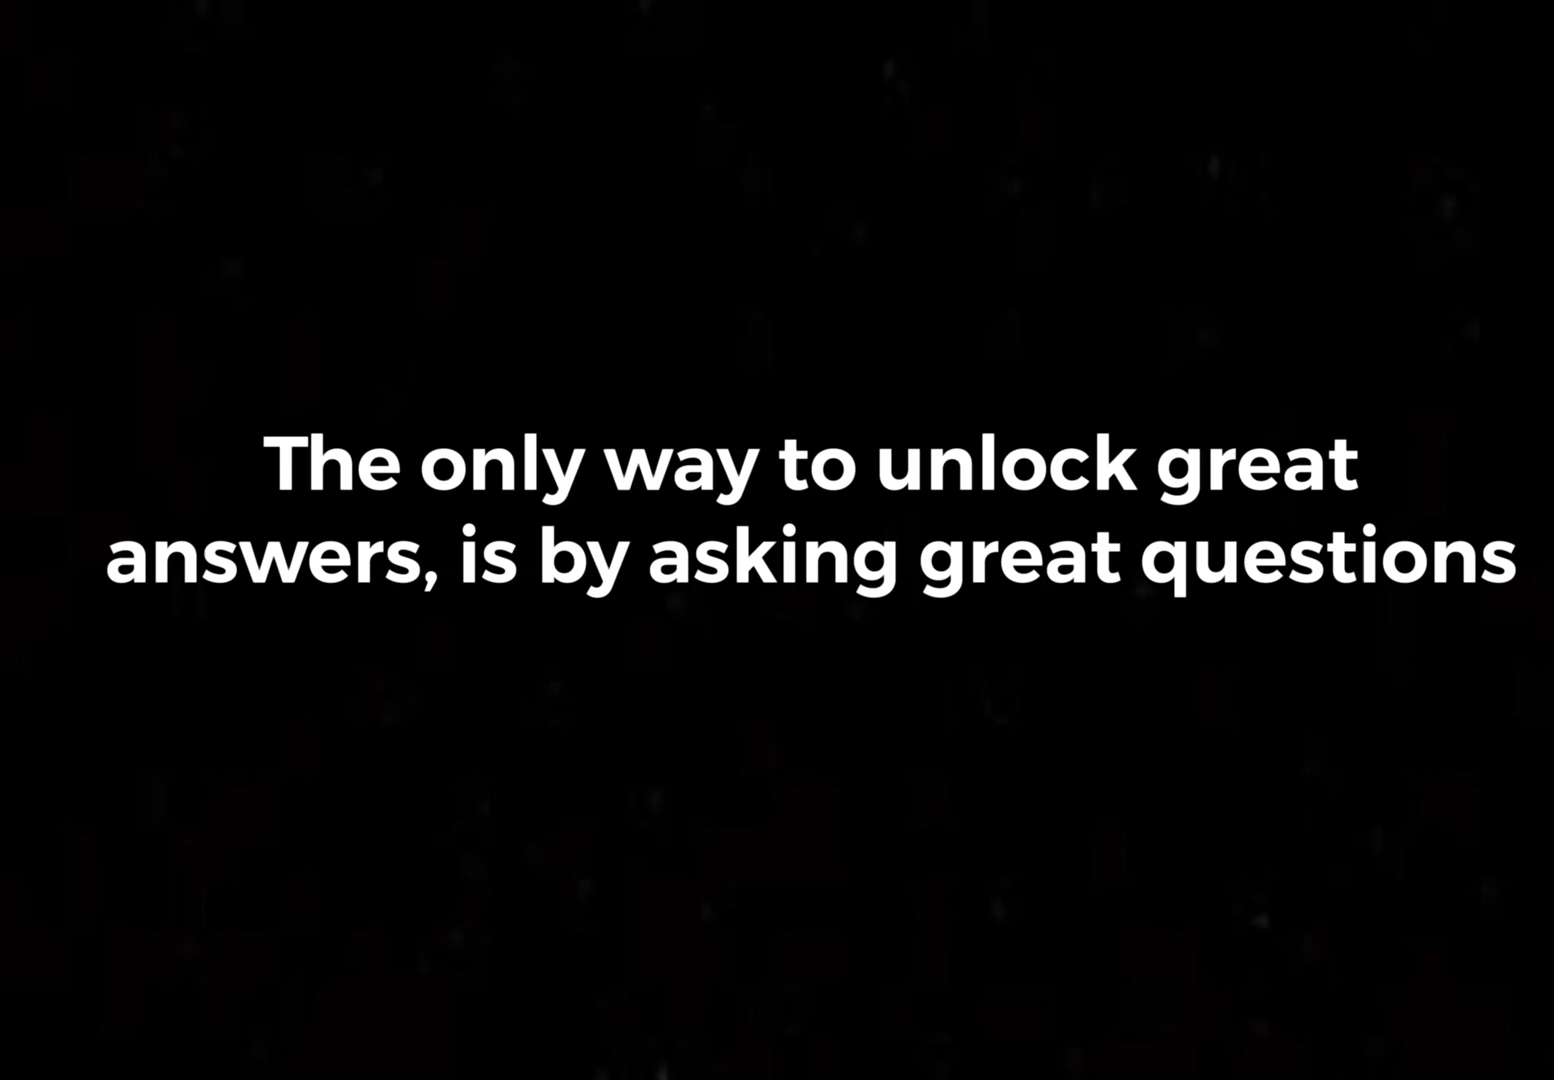 The only way to unlock great
answers, is by asking great questions